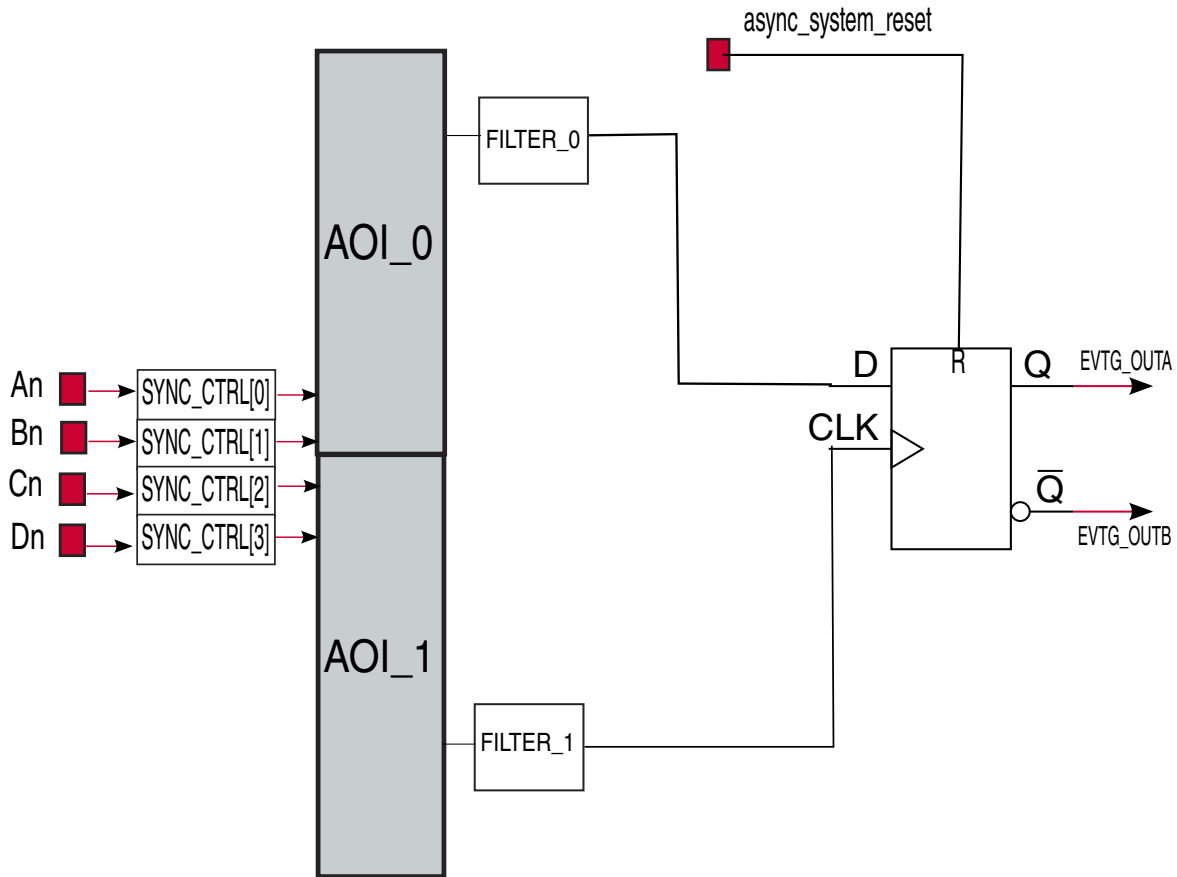 async_system_reset
FILTER_0
AOI_0
An
SYNC_CTRL[0]
Bn
SYNC_CTRL[1]
Cn
SYNC_CTRL[2]
Dn
SYNC_CTRL[3]
D
R
Q
EVTG_OUTA
CLK
Q̅
EVTG_OUTB
AOI_1
FILTER_1